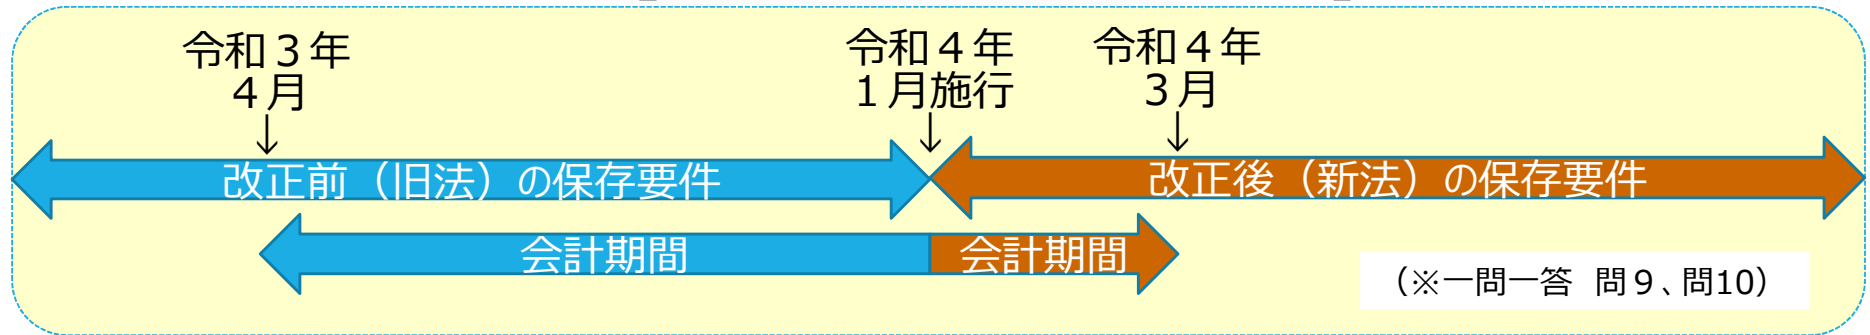 令和３年
４月
↓
令和４年
１月施行
↓
令和４年
３月
↓
改正前（旧法）の保存要件
改正後（新法）の保存要件
会計期間
会計期間
（※一問一答 問９、問10）